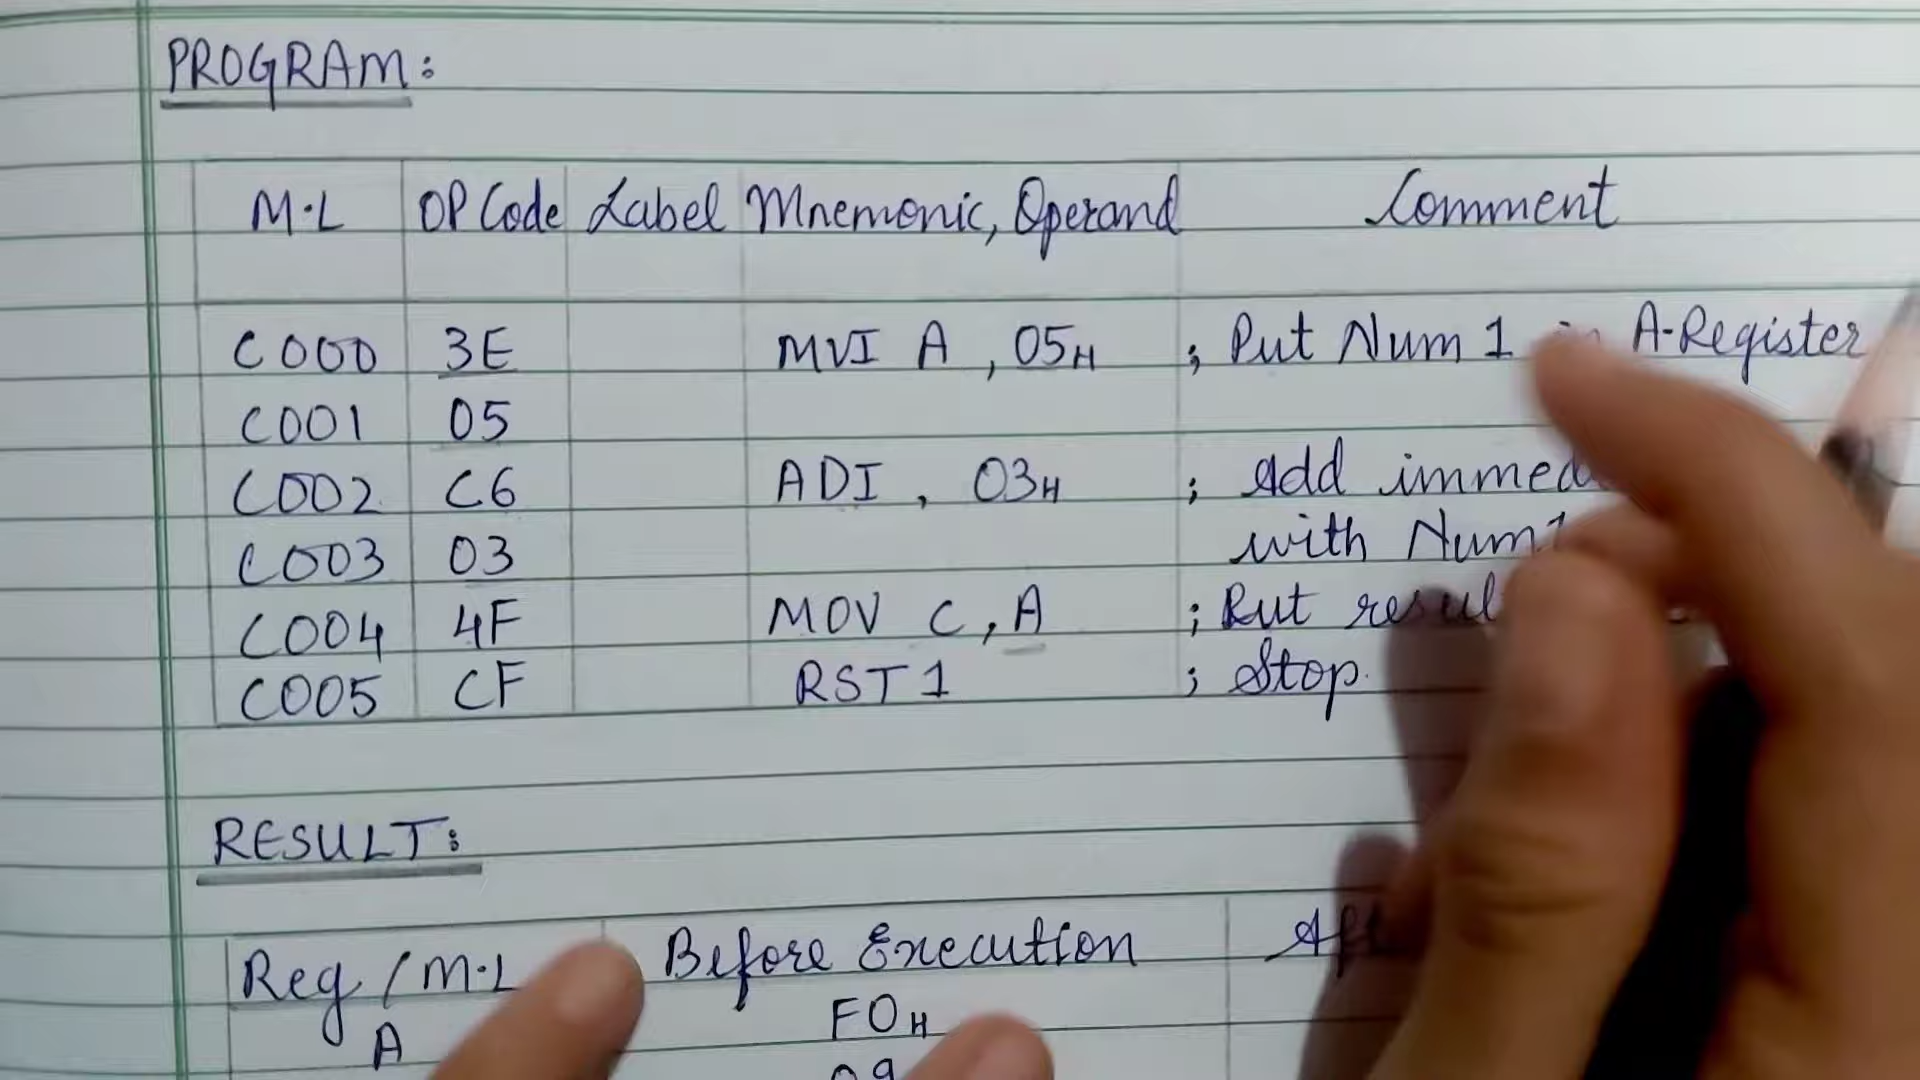 PROGRAM:
M·L OP Code Label Mnemonic, Operand Comment
C000 3E MVI A, 05H ; Put Num 1 A-Register
C001 05
C002 C6 ADI, 03H ; Add
C003 03 with Num
C004 4F MOV C, A ; Put
C005 CF RST 1 ; Stop.
RESULT:
Reg / M·L Before Execution
A F0H